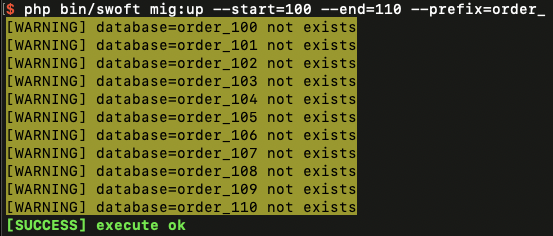 $ php bin/swoft mig:up --start=100 --end=110 --prefix=order_
[WARNING] database=order_100 not exists
[WARNING] database=order_101 not exists
[WARNING] database=order_102 not exists
[WARNING] database=order_103 not exists
[WARNING] database=order_104 not exists
[WARNING] database=order_105 not exists
[WARNING] database=order_106 not exists
[WARNING] database=order_107 not exists
[WARNING] database=order_108 not exists
[WARNING] database=order_109 not exists
[WARNING] database=order_110 not exists
[SUCCESS] execute ok